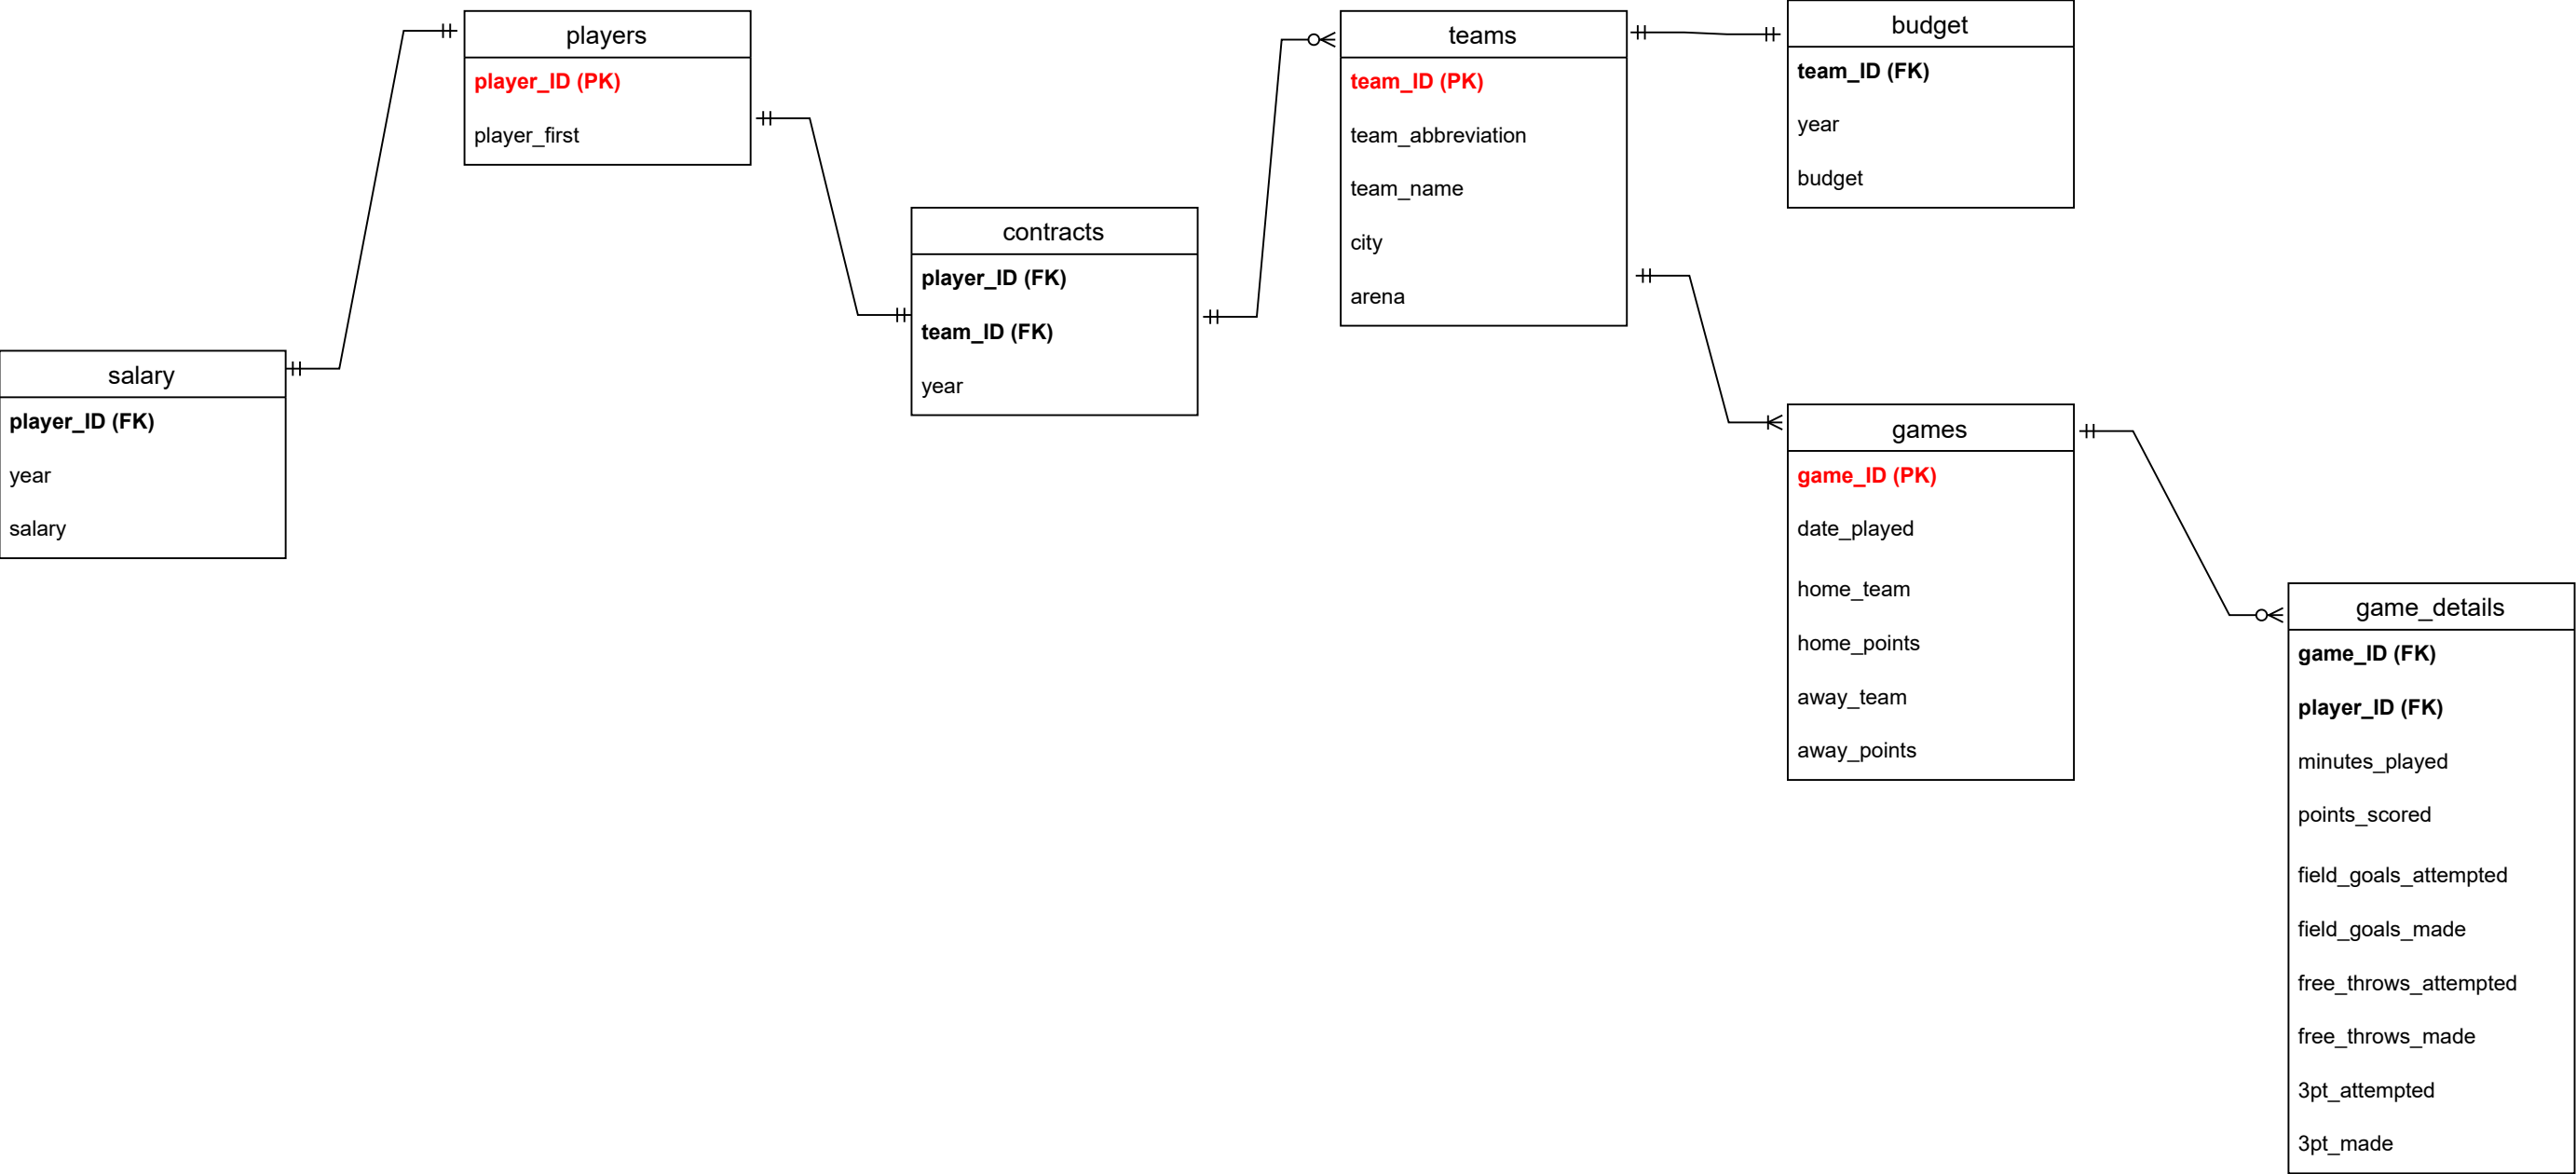 players
player_ID (PK)
player_first
teams
team_ID (PK)
team_abbreviation
team_name
city
arena
budget
team_ID (FK)
year
budget
contracts
player_ID (FK)
team_ID (FK)
year
salary
player_ID (FK)
year
salary
games
game_ID (PK)
date_played
home_team
home_points
away_team
away_points
game_details
game_ID (FK)
player_ID (FK)
minutes_played
points_scored
field_goals_attempted
field_goals_made
free_throws_attempted
free_throws_made
3pt_attempted
3pt_made